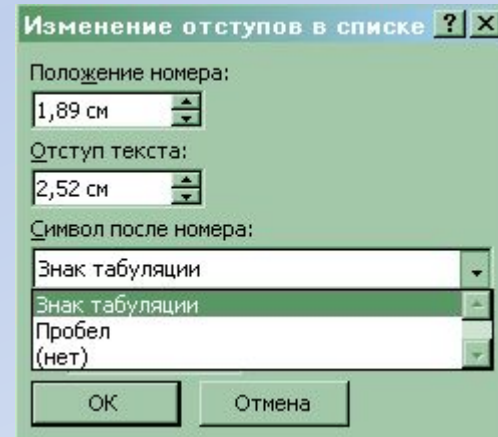 Изменение отступов в списке
Положение номера:
1,89 см
Отступ текста:
2,52 см
Символ после номера:
Знак табуляции
Знак табуляции
Пробел
(нет)
ОК Отмена